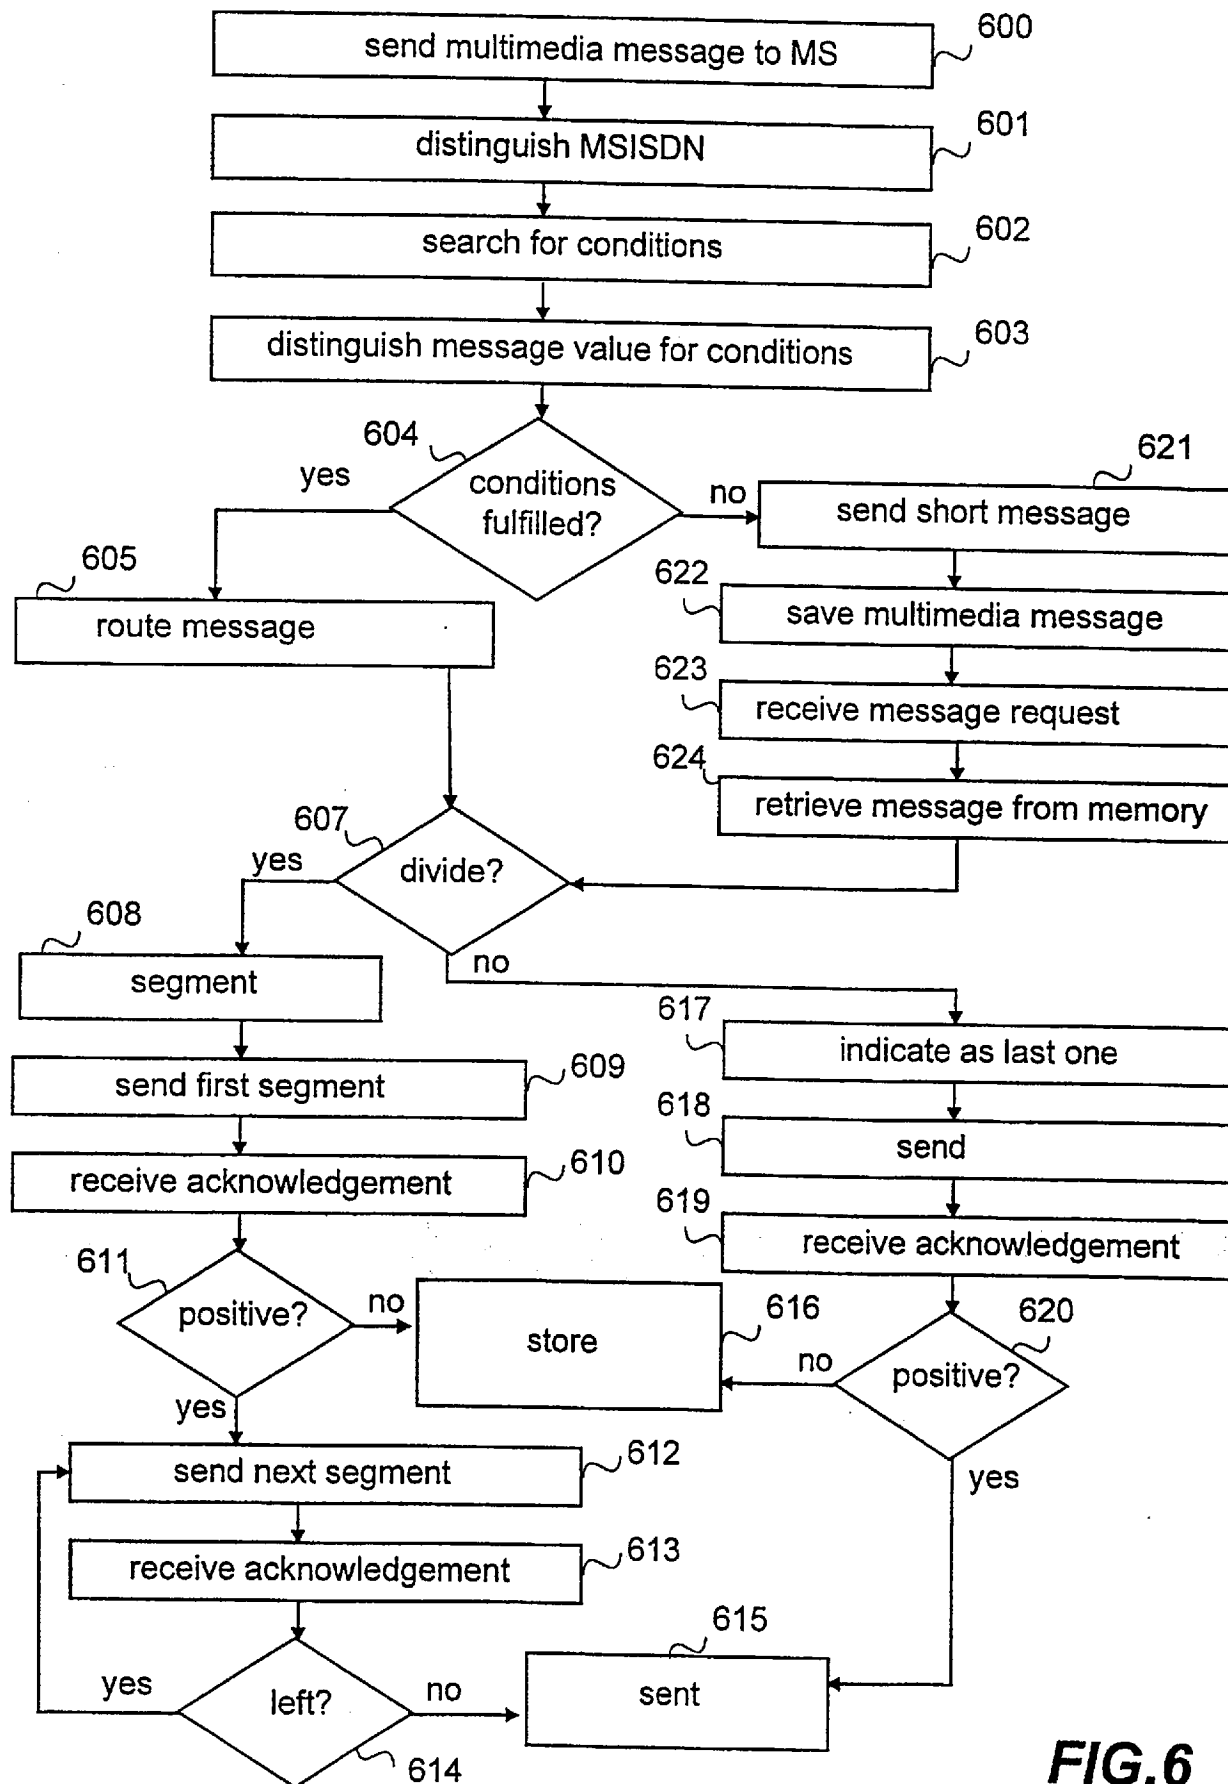 send multimedia message to MS
600
distinguish MSISDN
601
search for conditions
602
distinguish message value for conditions
603
604
yes
conditions
fulfilled?
no
621
send short message
605
route message
622
save multimedia message
623
receive message request
624
retrieve message from memory
607
yes
divide?
no
608
segment
617
indicate as last one
609
send first segment
618
send
610
receive acknowledgement
619
receive acknowledgement
611
positive?
no
yes
store
616
620
positive?
no
yes
612
send next segment
613
receive acknowledgement
yes
left?
no
614
615
sent
FIG.6